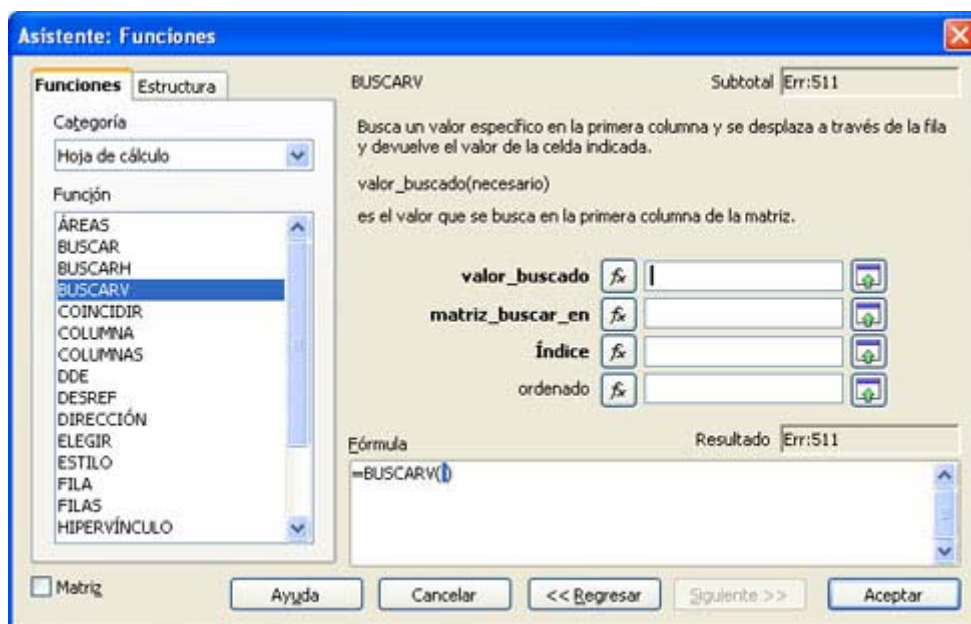 Asistente: Funciones
Funciones Estructura
BUSCARV
Subtotal Err:511
Categoría
Hoja de cálculo
Función
ÁREAS
BUSCAR
BUSCARH
BUSCARV
COINCIDIR
COLUMNA
COLUMNAS
DDE
DESREF
DIRECCIÓN
ELEGIR
ESTILO
FILA
FILAS
HIPERVÍNCULO
Busca un valor específico en la primera columna y se desplaza a través de la fila
y devuelve el valor de la celda indicada.
valor_buscado(necesario)
es el valor que se busca en la primera columna de la matriz.
valor_buscado fx
matriz_buscar_en fx
Índice fx
ordenado fx
Fórmula
Resultado Err:511
=BUSCARV()
Matriz
Ayuda
Cancelar
<< Regresar
Siguiente >>
Aceptar